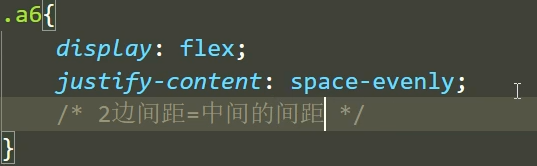 .a6{
display: flex;
justify-content: space-evenly;
/* 2边间距=中间的间距 */
}